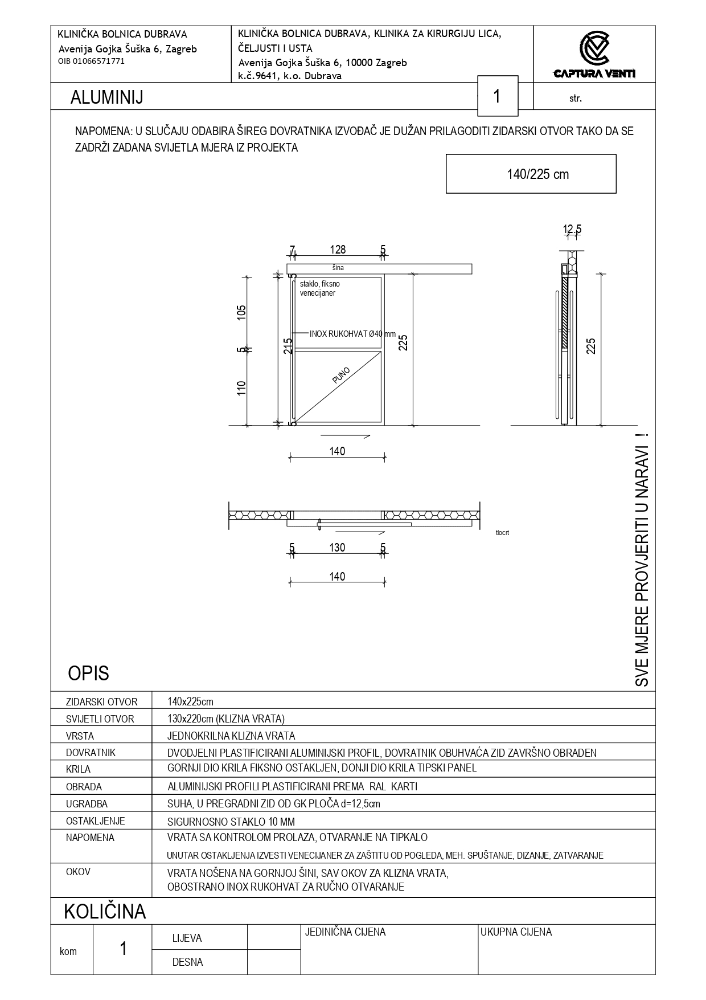 KLINIČKA BOLNICA DUBRAVA
Avenija Gojka Šuška 6, Zagreb
OIB 01066571771
KLINIČKA BOLNICA DUBRAVA, KLINIKA ZA KIRURGIJU LICA,
ČELJUSTI I USTA
Avenija Gojka Šuška 6, 10000 Zagreb
k.č.9641, k.o. Dubrava
CAPTURA VENTI
ALUMINIJ
1
str.
NAPOMENA: U SLUČAJU ODABIRA ŠIREG DOVRATNIKA IZVOĐAČ JE DUŽAN PRILAGODITI ZIDARSKI OTVOR TAKO DA SE
ZADRŽI ZADANA SVIJETLA MJERA IZ PROJEKTA
140/225 cm
12.5
7
128
5
šina
5
staklo, fiksno
venecijaner
105
INOX RUKOHVAT Ø40 mm
5
215
225
225
PUNO
110
5
140
5
130
5
140
tlocrt
SVE MJERE PROVJERITI U NARAVI !
OPIS
ZIDARSKI OTVOR
140x225cm
SVIJETLI OTVOR
130x220cm (KLIZNA VRATA)
VRSTA
JEDNOKRILNA KLIZNA VRATA
DOVRATNIK
DVODJELNI PLASTIFICIRANI ALUMINIJSKI PROFIL, DOVRATNIK OBUHVAĆA ZID ZAVRŠNO OBRAĐEN
KRILA
GORNJI DIO KRILA FIKSNO OSTAKLJEN, DONJI DIO KRILA TIPSKI PANEL
OBRADA
ALUMINIJSKI PROFILI PLASTIFICIRANI PREMA RAL KARTI
UGRADBA
SUHA, U PREGRADNI ZID OD GK PLOČA d=12,5cm
OSTAKLJENJE
SIGURNOSNO STAKLO 10 MM
NAPOMENA
VRATA SA KONTROLOM PROLAZA, OTVARANJE NA TIPKALO
UNUTAR OSTAKLJENJA IZVESTI VENECIJANER ZA ZAŠTITU OD POGLEDA, MEH. SPUŠTANJE, DIZANJE, ZATVARANJE
OKOV
VRATA NOŠENA NA GORNJOJ ŠINI, SAV OKOV ZA KLIZNA VRATA,
OBOSTRANO INOX RUKOHVAT ZA RUČNO OTVARANJE
KOLIČINA
kom
1
LIJEVA
DESNA
JEDINIČNA CIJENA
UKUPNA CIJENA